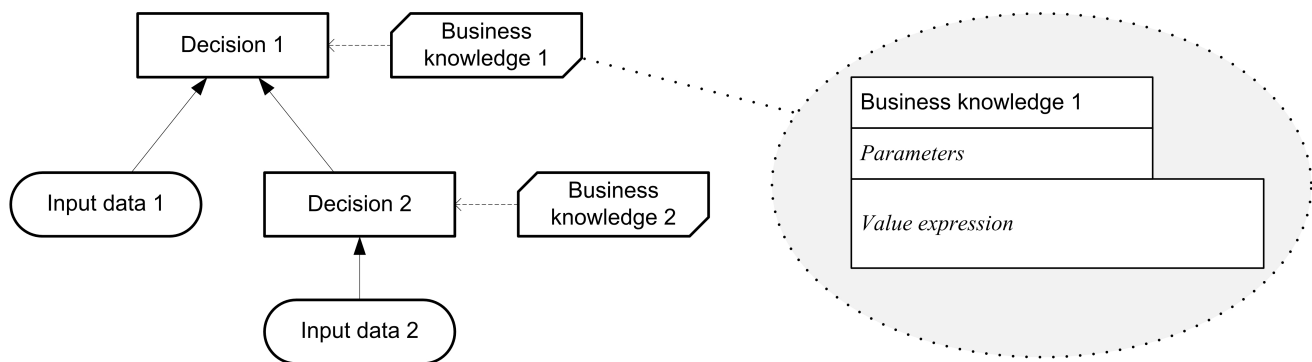 Decision 1
Business
knowledge 1
Business knowledge 1
Parameters
Value expression
Input data 1
Decision 2
Business
knowledge 2
Input data 2